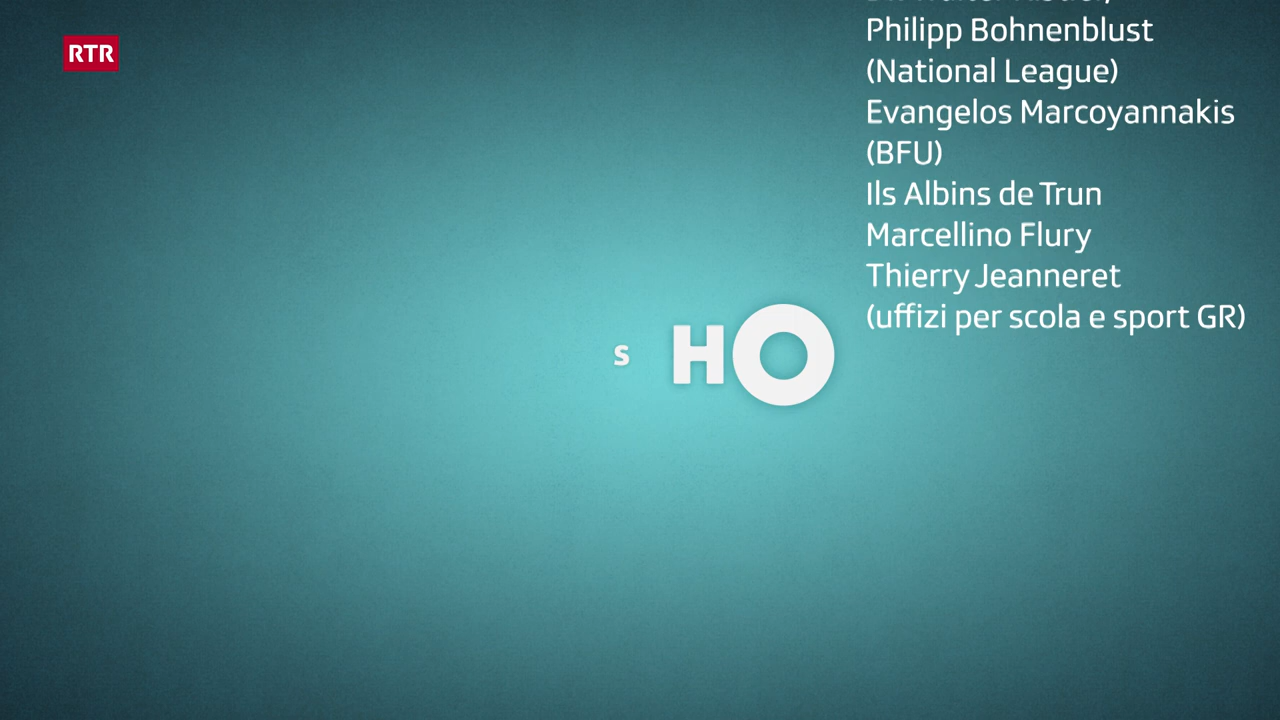 RTR
Philipp Bohnenblust
(National League)
Evangelos Marcoyannakis
(BFU)
Ils Albins de Trun
Marcellino Flury
Thierry Jeanneret
(uffizi per scola e sport GR)
s HO